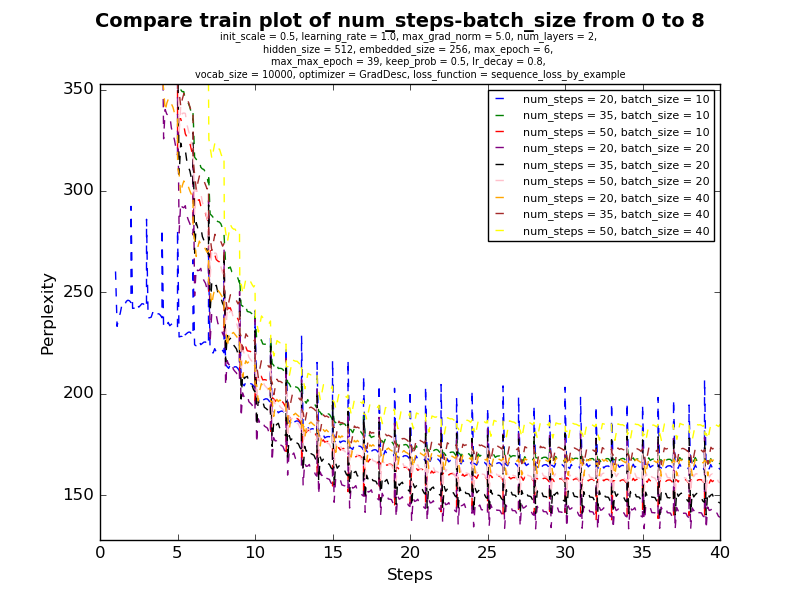 Compare train plot of num_steps-batch_size from 0 to 8
init_scale = 0.5, learning_rate = 1.0, max_grad_norm = 5.0, num_layers = 2,
hidden_size = 512, embedded_size = 256, max_epoch = 6,
max_max_epoch = 39, keep_prob = 0.5, lr_decay = 0.8,
vocab_size = 10000, optimizer = GradDesc, loss_function = sequence_loss_by_example
350
300
250
200
150
Perplexity
num_steps = 20, batch_size = 10
num_steps = 35, batch_size = 10
num_steps = 50, batch_size = 10
num_steps = 20, batch_size = 20
num_steps = 35, batch_size = 20
num_steps = 50, batch_size = 20
num_steps = 20, batch_size = 40
num_steps = 35, batch_size = 40
num_steps = 50, batch_size = 40
0 5 10 15 20 25 30 35 40
Steps